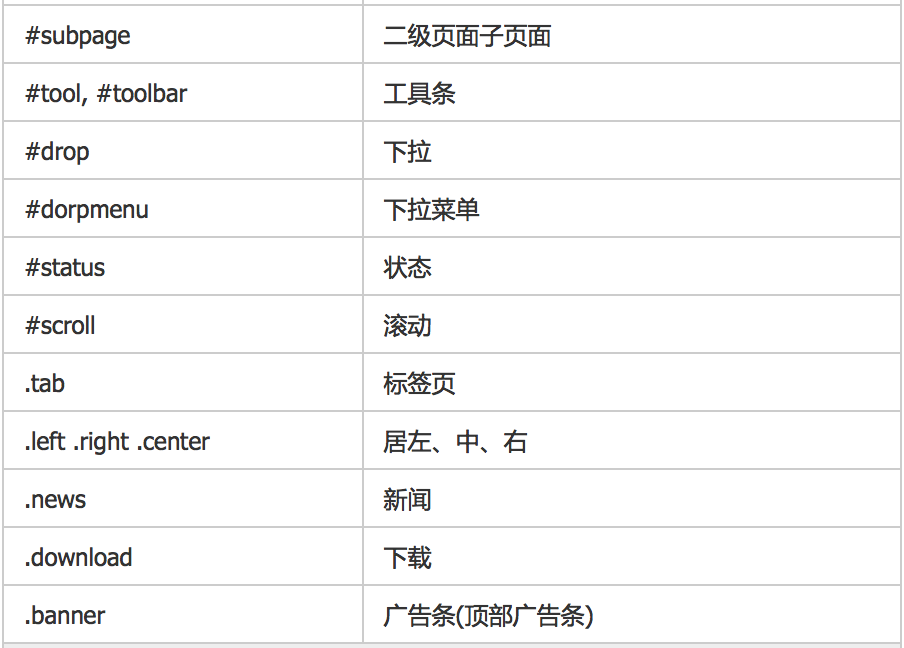 #subpage 二级页面子页面
#tool, #toolbar 工具条
#drop 下拉
#dorpmenu 下拉菜单
#status 状态
#scroll 滚动
.tab 标签页
.left .right .center 居左、中、右
.news 新闻
.download 下载
.banner 广告条(顶部广告条)